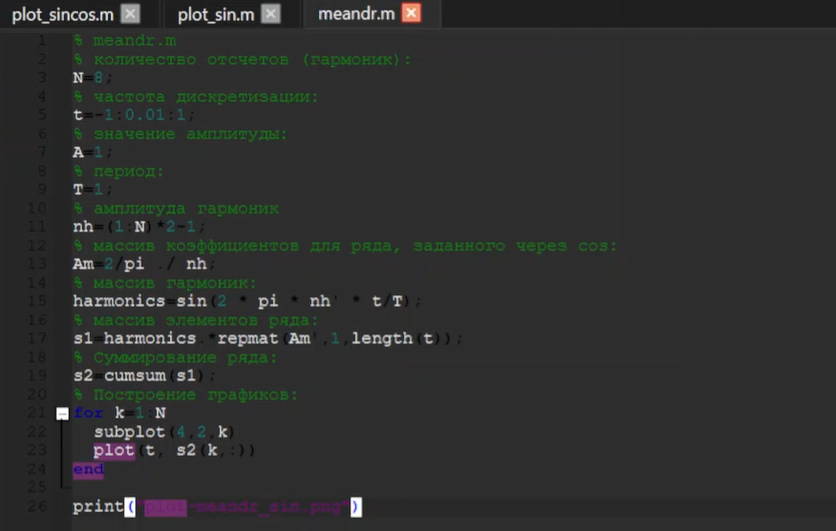 plot_sincos.m plot_sin.m meandr.m
1 % meandr.m
2 % количество отсчетов (гармоник):
3 N=8;
4 % частота дискретизации:
5 t=-1:0.01:1;
6 % значение амплитуды:
7 A=1;
8 % период:
9 T=1;
10 % амплитуда гармоник
11 nh=(1:N)*2-1;
12 % массив коэффициентов для ряда, заданного через cos:
13 Am=2/pi ./ nh;
14 % массив гармоник:
15 harmonics=sin(2 * pi * nh' * t/T);
16 % массив элементов ряда:
17 s1=harmonics.*repmat(Am',1,length(t));
18 % Суммирование ряда:
19 s2=cumsum(s1);
20 % Построение графиков:
21 for k=1:N
22 subplot(4,2,k)
23 plot(t, s2(k,:))
24 end
25
26 print("plot-meandr_sin.png")